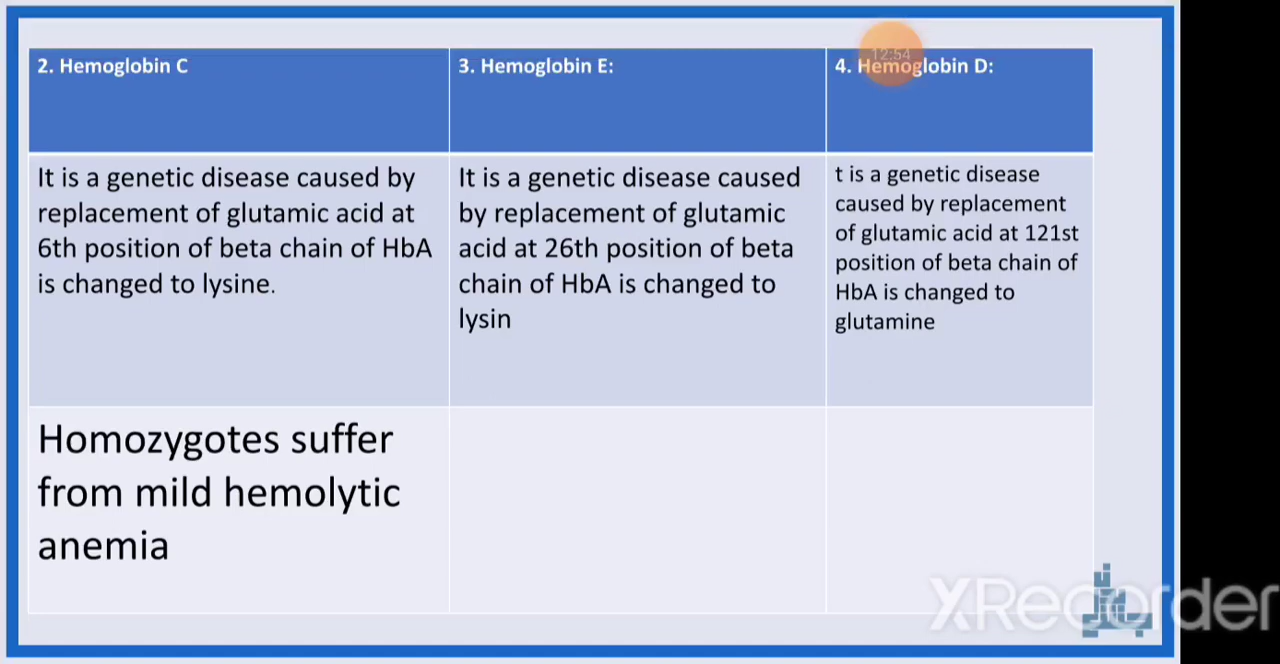 2. Hemoglobin C
3. Hemoglobin E:
4. Hemoglobin D:
12:54
It is a genetic disease caused by
replacement of glutamic acid at
6th position of beta chain of HbA
is changed to lysine.
It is a genetic disease caused
by replacement of glutamic
acid at 26th position of beta
chain of HbA is changed to
lysin
t is a genetic disease
caused by replacement
of glutamic acid at 121st
position of beta chain of
HbA is changed to
glutamine
Homozygotes suffer
from mild hemolytic
anemia
XRecorder